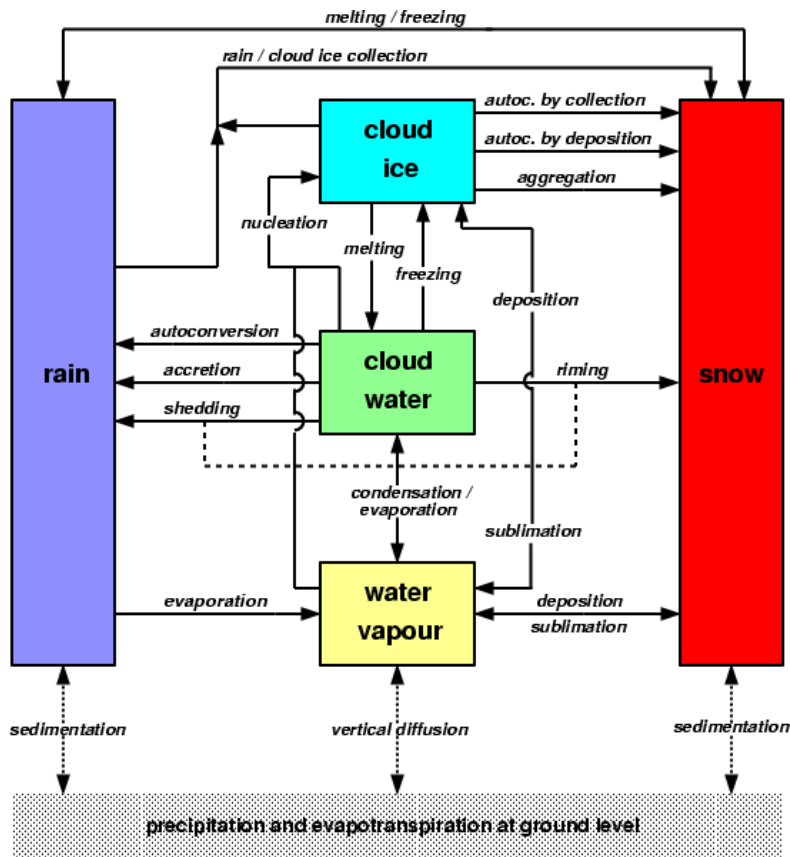 melting / freezing
rain / cloud ice collection
cloud
ice
autoc. by collection
autoc. by deposition
aggregation
nucleation
melting
freezing
deposition
rain
autoconversion
accretion
shedding
cloud
water
riming
snow
condensation /
evaporation
sublimation
evaporation
water
vapour
deposition
sublimation
sedimentation
vertical diffusion
sedimentation
precipitation and evapotranspiration at ground level